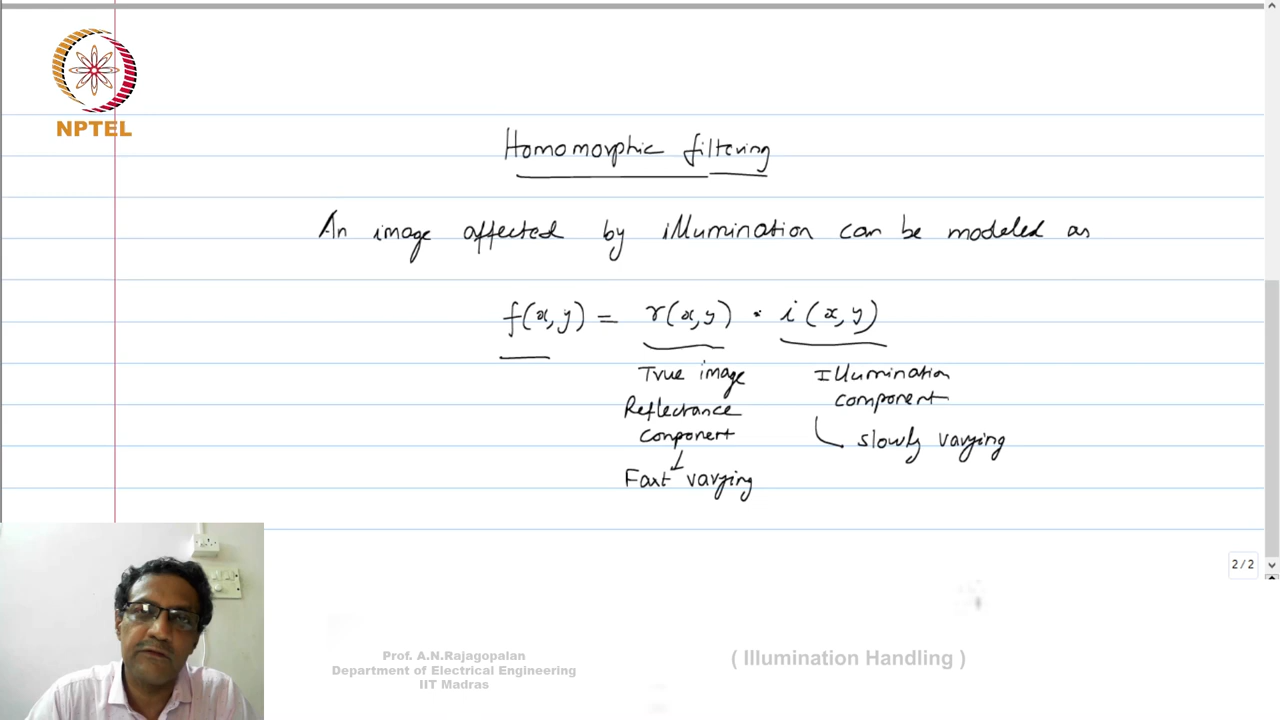 NPTEL
Homomorphic filtering
An image affected by illumination can be modeled as
f(x,y) = r(x,y) · i(x,y)
True image
Reflectance
component
Fast varying
Illumination
component
slowly varying
2/2
Prof. A.N.Rajagopalan
Department of Electrical Engineering
IIT Madras
( Illumination Handling )